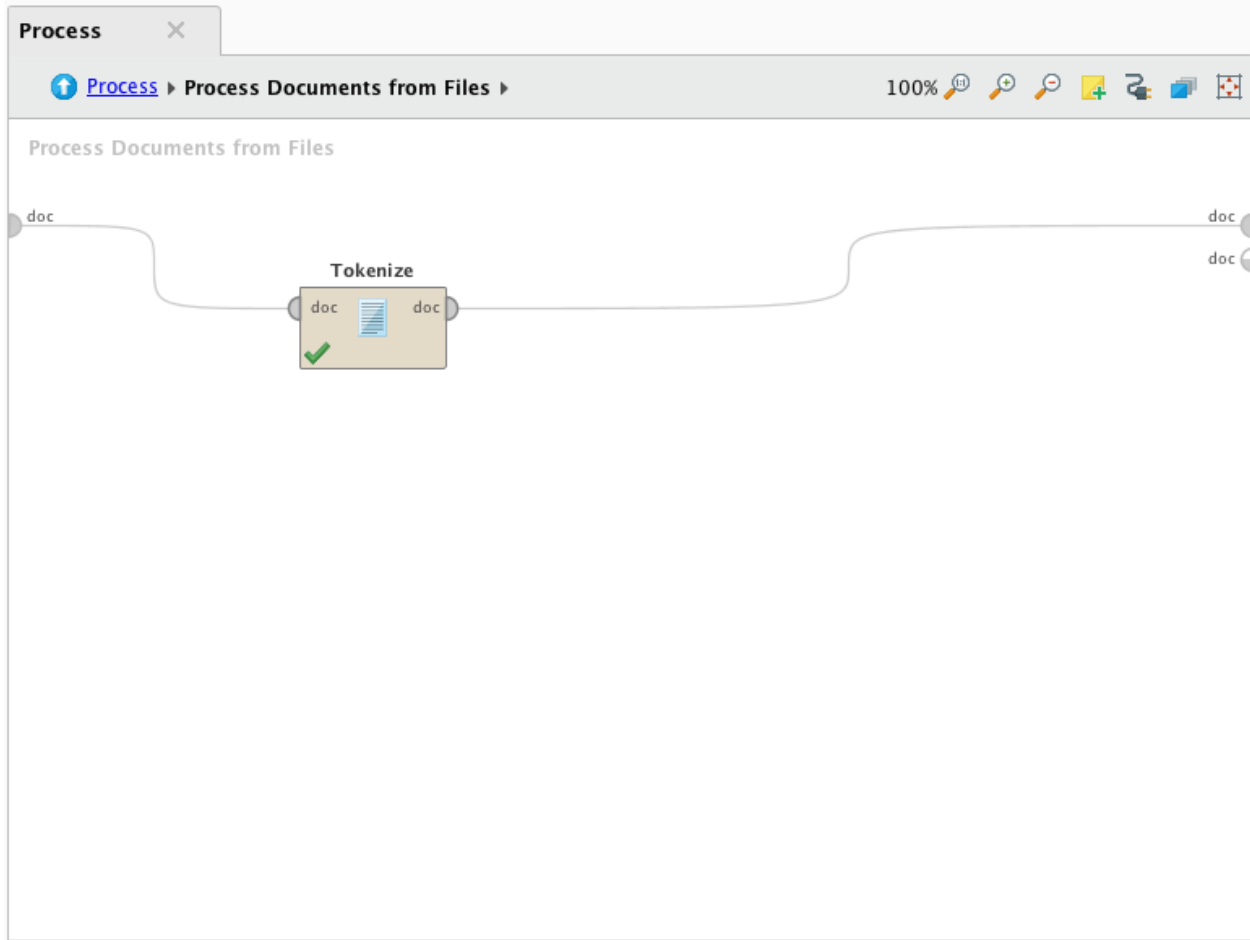 Process
Process Process Documents from Files
100%
Process Documents from Files
doc
doc
doc
Tokenize
doc doc